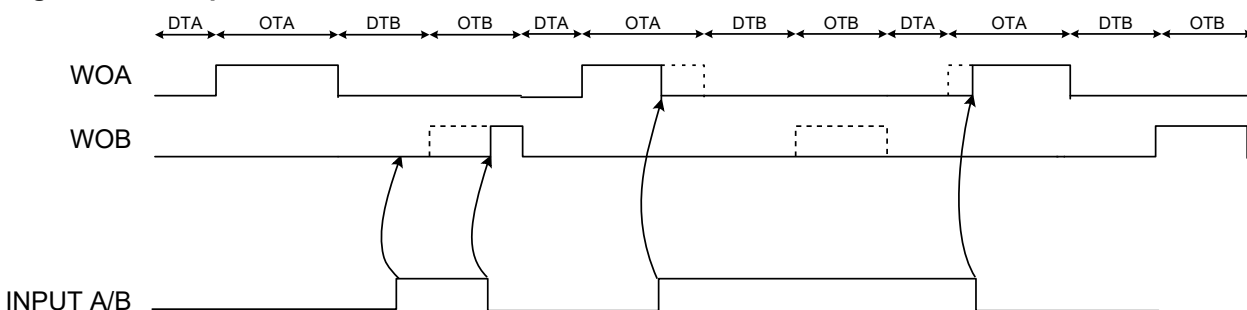 DTA OTA DTB OTB DTA OTA DTB OTB DTA OTA DTB OTB
WOA
WOB
INPUT A/B